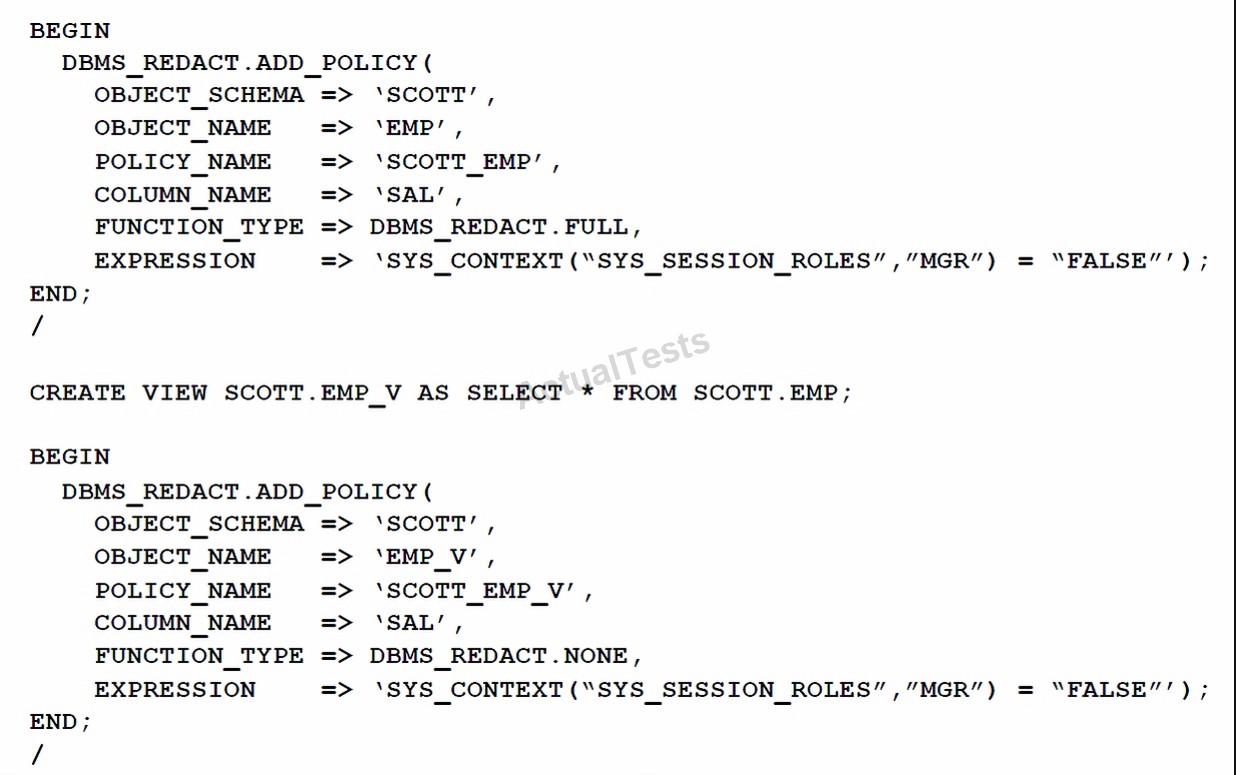 BEGIN
DBMS_REDACT.ADD_POLICY(
OBJECT_SCHEMA => ‘SCOTT’,
OBJECT_NAME => ‘EMP’,
POLICY_NAME => ‘SCOTT_EMP’,
COLUMN_NAME => ‘SAL’,
FUNCTION_TYPE => DBMS_REDACT.FULL,
EXPRESSION => ‘SYS_CONTEXT(“SYS_SESSION_ROLES”,”MGR”) = “FALSE”’);
END;
/
ActualTests
CREATE VIEW SCOTT.EMP_V AS SELECT * FROM SCOTT.EMP;
BEGIN
DBMS_REDACT.ADD_POLICY(
OBJECT_SCHEMA => ‘SCOTT’,
OBJECT_NAME => ‘EMP_V’,
POLICY_NAME => ‘SCOTT_EMP_V’,
COLUMN_NAME => ‘SAL’,
FUNCTION_TYPE => DBMS_REDACT.NONE,
EXPRESSION => ‘SYS_CONTEXT(“SYS_SESSION_ROLES”,”MGR”) = “FALSE”’);
END;
/